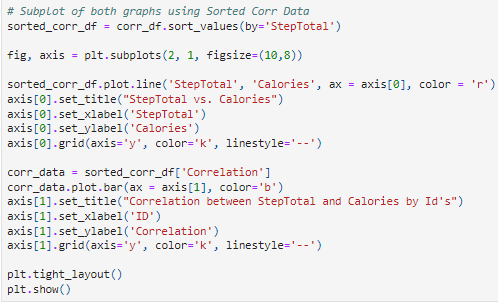 # Subplot of both graphs using Sorted Corr Data
sorted_corr_df = corr_df.sort_values(by='StepTotal')
fig, axis = plt.subplots(2, 1, figsize=(10,8))
sorted_corr_df.plot.line('StepTotal', 'Calories', ax = axis[0], color = 'r')
axis[0].set_title("StepTotal vs. Calories")
axis[0].set_xlabel('StepTotal')
axis[0].set_ylabel('Calories')
axis[0].grid(axis='y', color='k', linestyle='--')
corr_data = sorted_corr_df['Correlation']
corr_data.plot.bar(ax = axis[1], color='b')
axis[1].set_title("Correlation between StepTotal and Calories by Id's")
axis[1].set_xlabel('ID')
axis[1].set_ylabel('Correlation')
axis[1].grid(axis='y', color='k', linestyle='--')
plt.tight_layout()
plt.show()